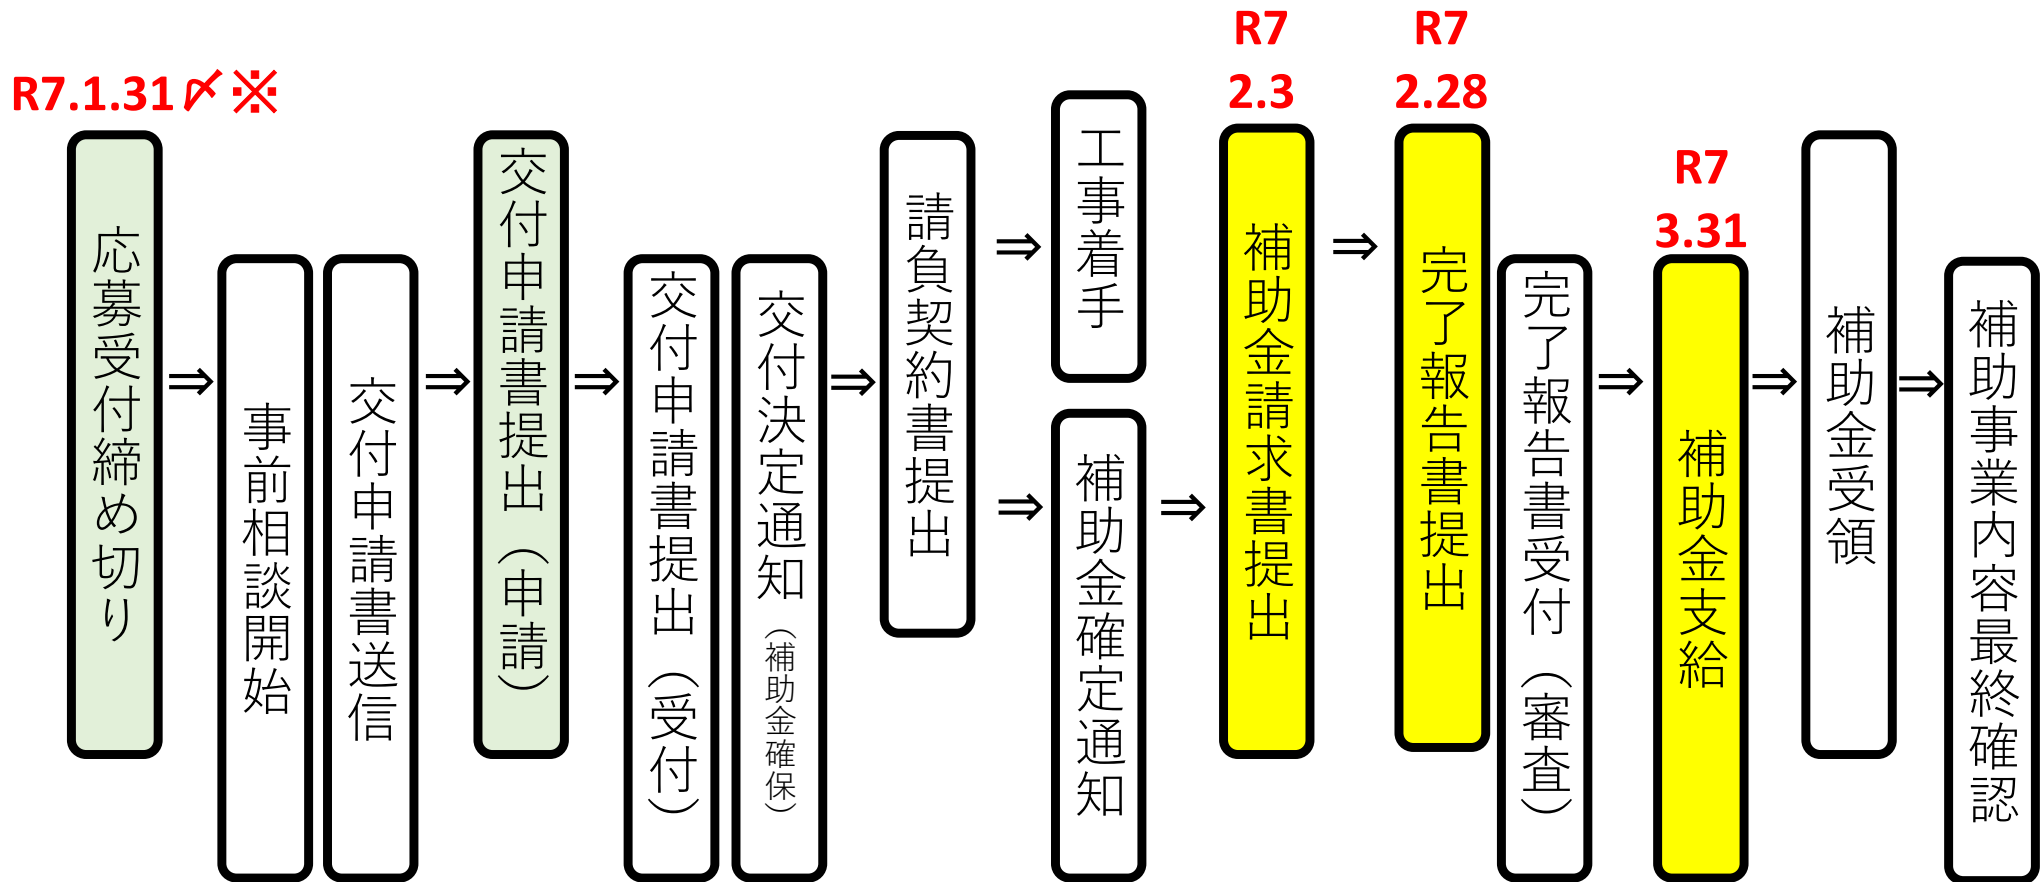 R7.1.31〆※
応募受付締め切り
⇒
事前相談開始
交付申請書送信
⇒
交付申請書提出（申請）
⇒
交付申請書提出（受付）
交付決定通知（補助金確保）
⇒
請負契約書提出
⇒
工事着手
⇒
補助金確定通知
⇒
R7
2.3
補助金請求書提出
⇒
R7
2.28
完了報告書提出
完了報告書受付（審査）
⇒
R7
3.31
補助金支給
⇒
補助金受領
⇒
補助事業内容最終確認